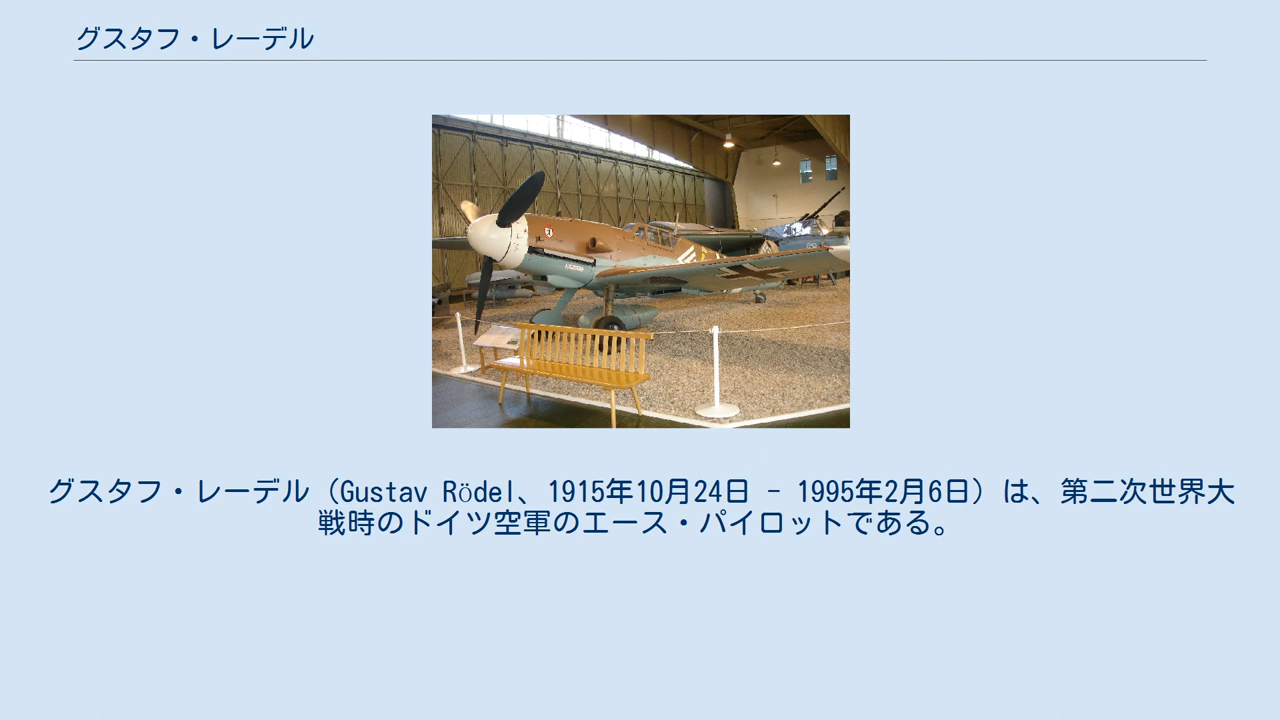 グスタフ・レーデル
グスタフ・レーデル（Gustav Rödel、1915年10月24日 - 1995年2月6日）は、第二次世界大
戦時のドイツ空軍のエース・パイロットである。